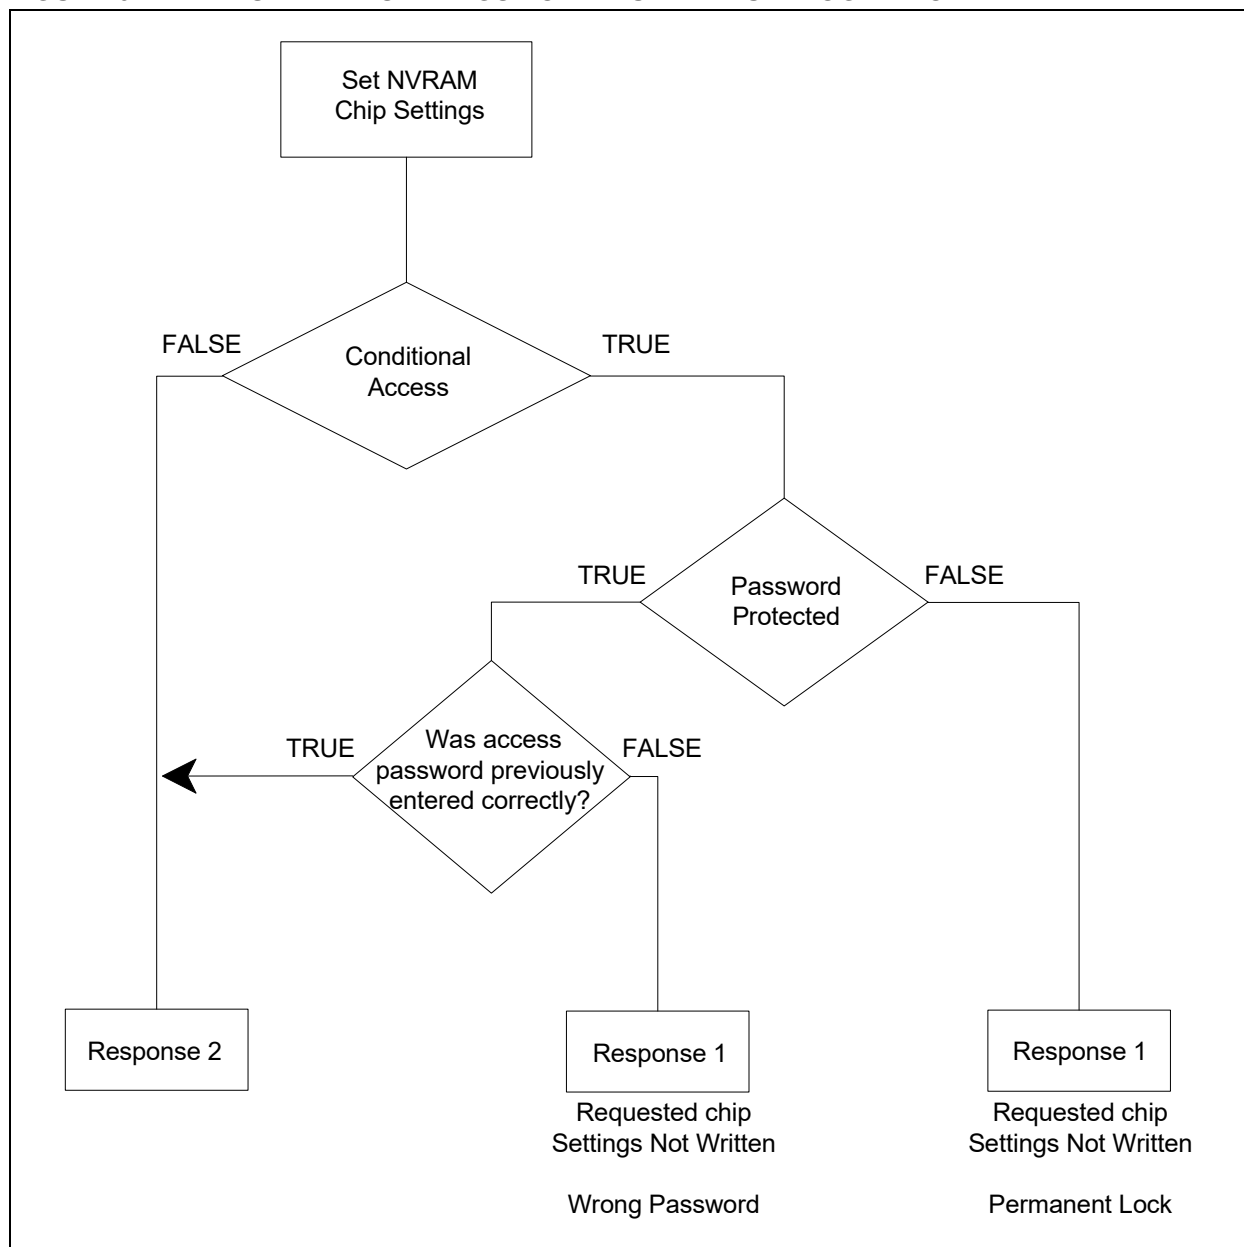 Set NVRAM
Chip Settings
FALSE
TRUE
Conditional
Access
TRUE
FALSE
Password
Protected
TRUE
FALSE
Was access
password previously
entered correctly?
Response 2
Response 1
Response 1
Requested chip
Settings Not Written
Requested chip
Settings Not Written
Wrong Password
Permanent Lock